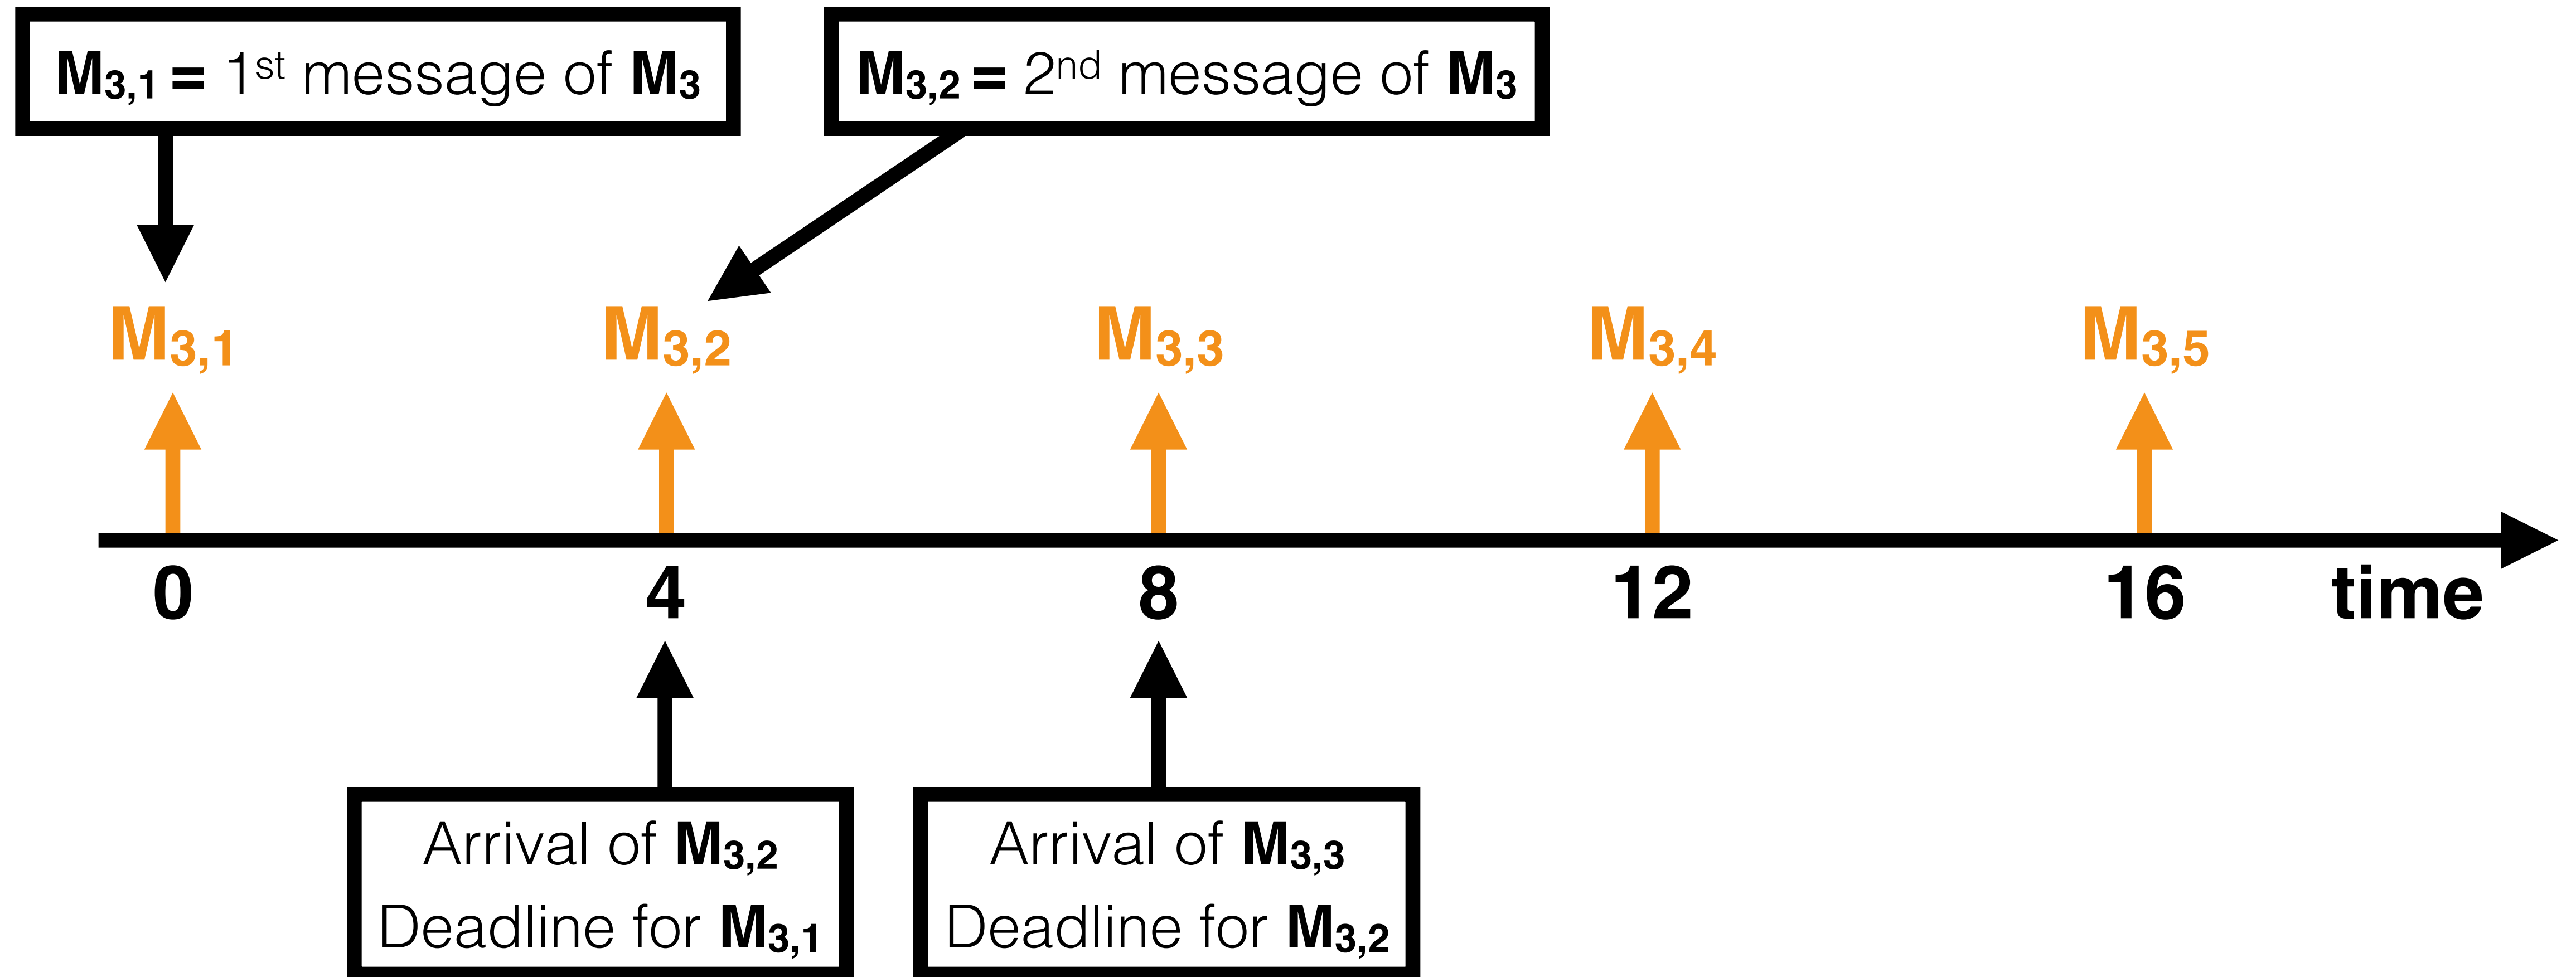 M3,1 = 1st message of M3
M3,2 = 2nd message of M3
M3,1
M3,2
M3,3
M3,4
M3,5
0
4
8
12
16
time
Arrival of M3,2
Deadline for M3,1
Arrival of M3,3
Deadline for M3,2